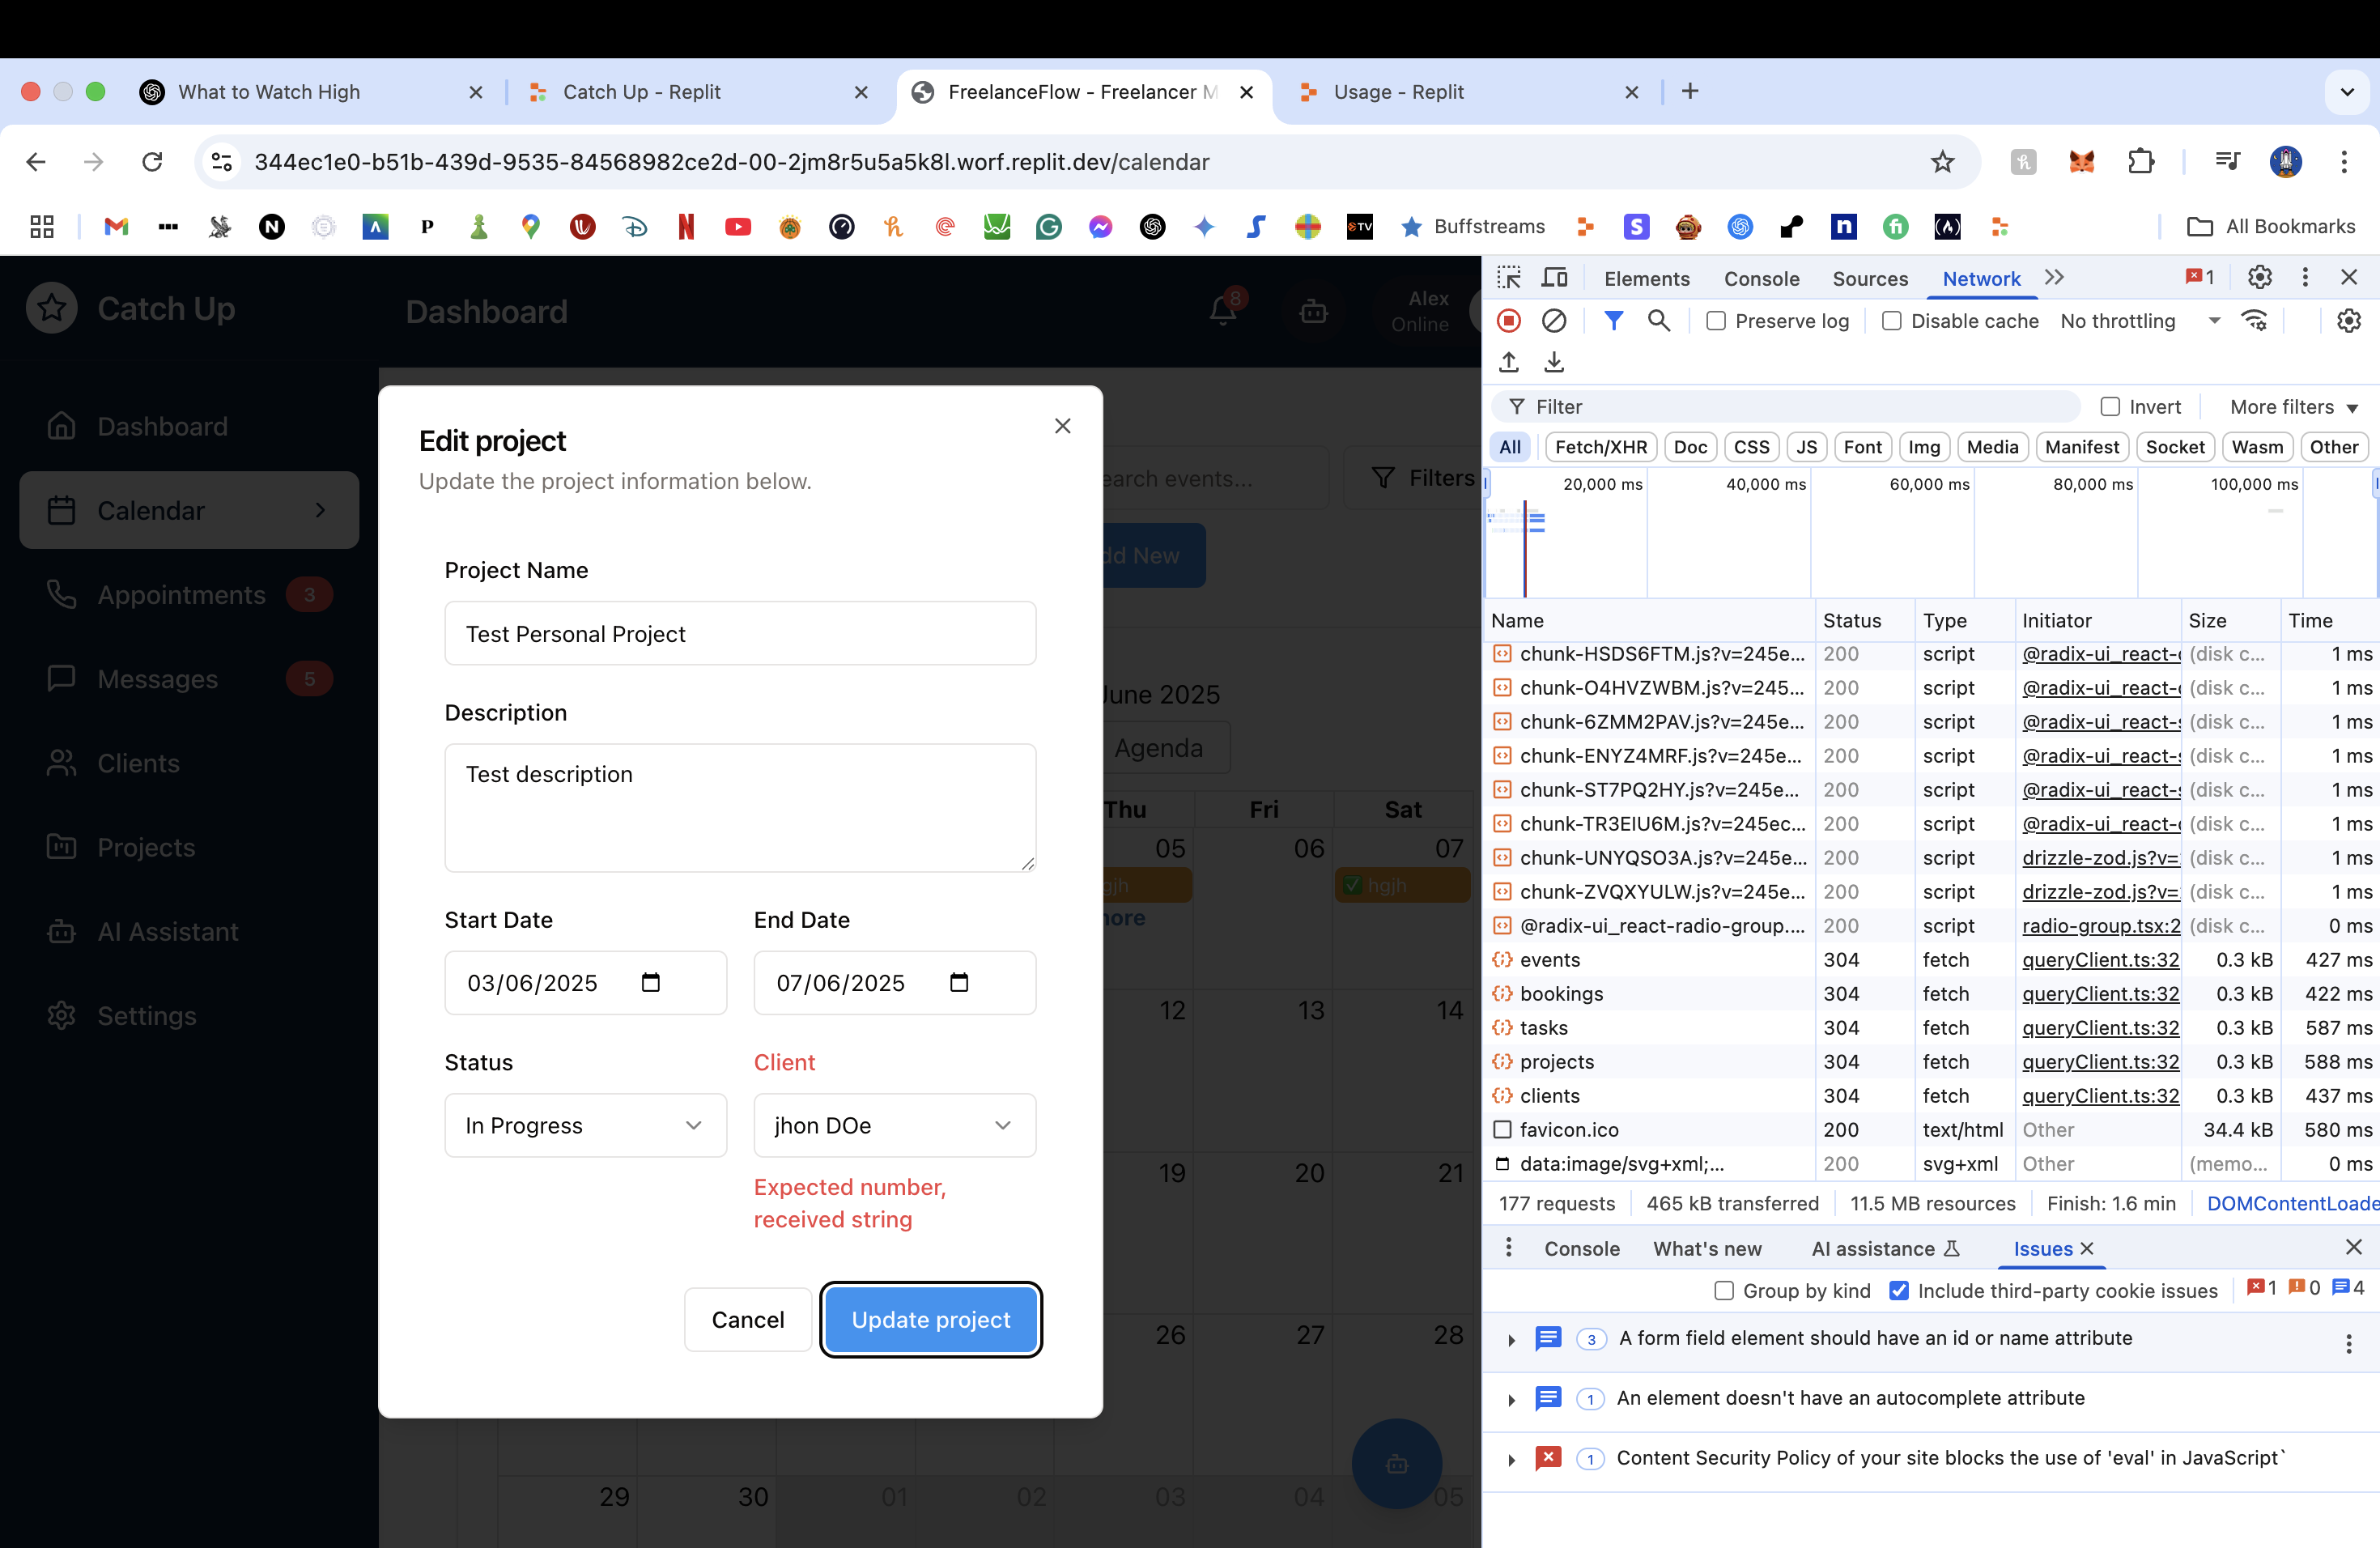 What to Watch High
Catch Up - Replit
FreelanceFlow - Freelancer M
Usage - Replit
344ec1e0-b51b-439d-9535-84568982ce2d-00-2jm8r5u5a5k8l.worf.replit.dev/calendar
Buffstreams
All Bookmarks
Catch Up
Dashboard
8
Alex
Online
Dashboard
Calendar
Appointments 3
Messages 5
Clients
Projects
AI Assistant
Settings
Edit project
Update the project information below.
Project Name
Test Personal Project
Description
Test description
Start Date End Date
03/06/2025 07/06/2025
Status Client
In Progress jhon DOe
Expected number,
received string
Cancel Update project
earch events... Filters
dd New
June 2025
Agenda
Thu Fri Sat
05 06 07
gjh hgjh
nore
12 13 14
19 20 21
26 27 28
29 30 01 02 03 04 05
Elements Console Sources Network 1
Preserve log Disable cache No throttling
Filter Invert More filters
All Fetch/XHR Doc CSS JS Font Img Media Manifest Socket Wasm Other
20,000 ms 40,000 ms 60,000 ms 80,000 ms 100,000 ms
Name Status Type Initiator Size Time
chunk-HSDS6FTM.js?v=245e... 200 script @radix-ui_react- (disk c... 1 ms
chunk-O4HVZWBM.js?v=245... 200 script @radix-ui_react- (disk c... 1 ms
chunk-6ZMM2PAV.js?v=245e... 200 script @radix-ui_react- (disk c... 1 ms
chunk-ENYZ4MRF.js?v=245e... 200 script @radix-ui_react- (disk c... 1 ms
chunk-ST7PQ2HY.js?v=245e... 200 script @radix-ui_react- (disk c... 1 ms
chunk-TR3EIU6M.js?v=245ec... 200 script @radix-ui_react- (disk c... 1 ms
chunk-UNYQSO3A.js?v=245e... 200 script drizzle-zod.js?v= (disk c... 1 ms
chunk-ZVQXYULW.js?v=245e... 200 script drizzle-zod.js?v= (disk c... 1 ms
@radix-ui_react-radio-group.... 200 script radio-group.tsx:2 (disk c... 0 ms
events 304 fetch queryClient.ts:32 0.3 kB 427 ms
bookings 304 fetch queryClient.ts:32 0.3 kB 422 ms
tasks 304 fetch queryClient.ts:32 0.3 kB 587 ms
projects 304 fetch queryClient.ts:32 0.3 kB 588 ms
clients 304 fetch queryClient.ts:32 0.3 kB 437 ms
favicon.ico 200 text/html Other 34.4 kB 580 ms
data:image/svg+xml;... 200 svg+xml Other (memo... 0 ms
177 requests 465 kB transferred 11.5 MB resources Finish: 1.6 min DOMContentLoade
Console What's new AI assistance Issues
Group by kind Include third-party cookie issues 1 0 4
3 A form field element should have an id or name attribute
1 An element doesn't have an autocomplete attribute
1 Content Security Policy of your site blocks the use of 'eval' in JavaScript`